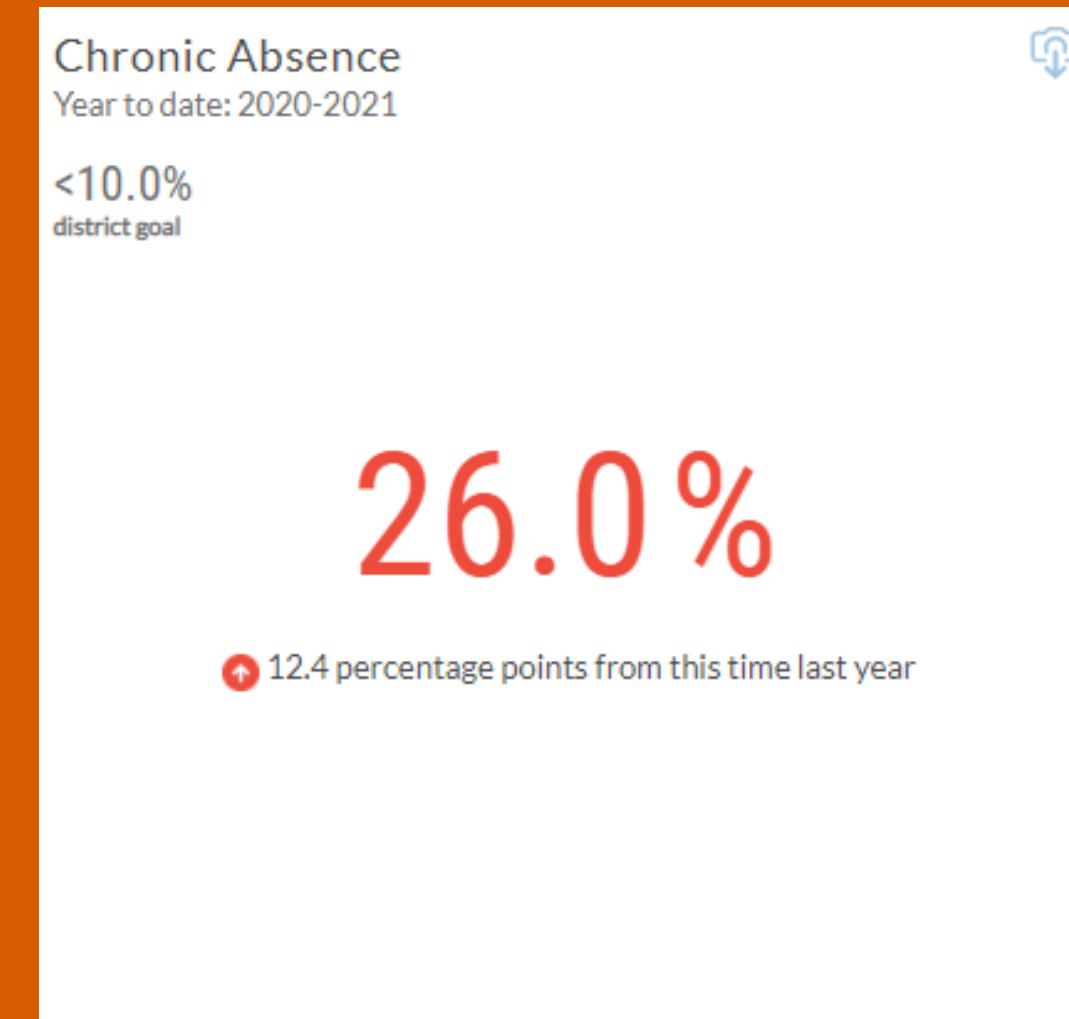 Chronic Absence
Year to date: 2020-2021
<10.0%
district goal
26.0%
12.4 percentage points from this time last year